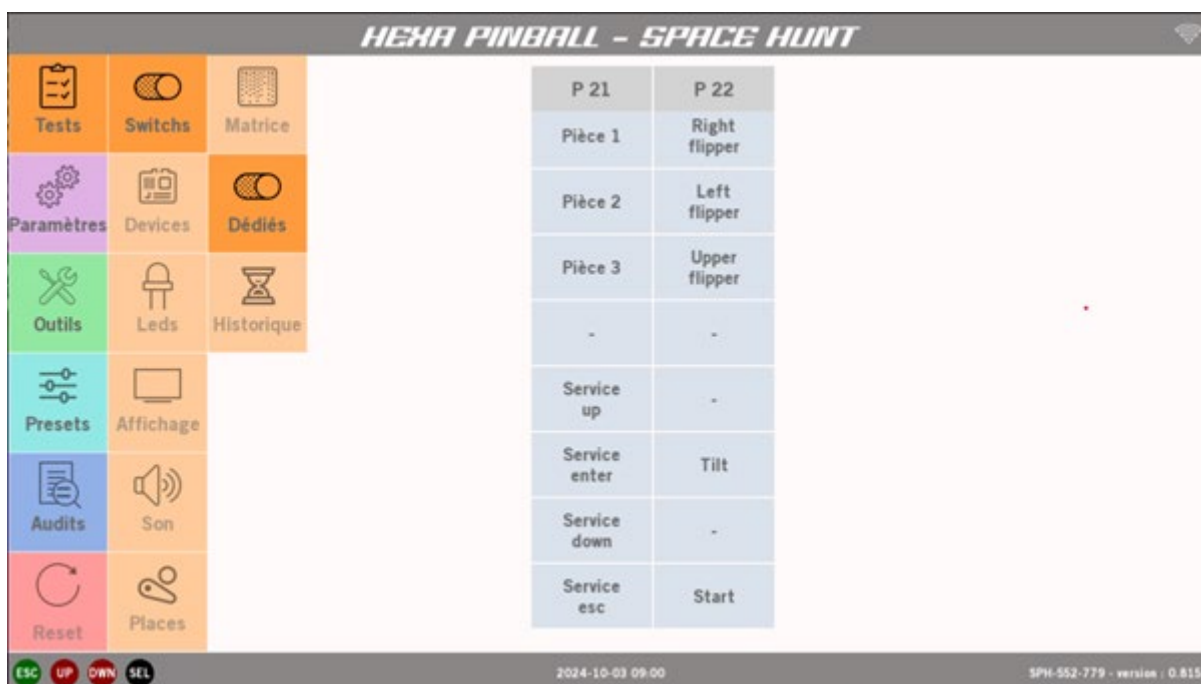 HEXA PINBALL - SPACE HUNT
Tests
Switchs
Matrice
Paramètres
Devices
Dédiés
Outils
Leds
Historique
Presets
Affichage
Audits
Son
Reset
Places
P 21
P 22
Pièce 1
Right
flipper
Pièce 2
Left
flipper
Pièce 3
Upper
flipper
-
-
Service
up
-
Service
enter
Tilt
Service
down
-
Service
esc
Start
ESC UP DWN SEL
2024-10-03 09:00
SPH-552-779 - version : 0.815